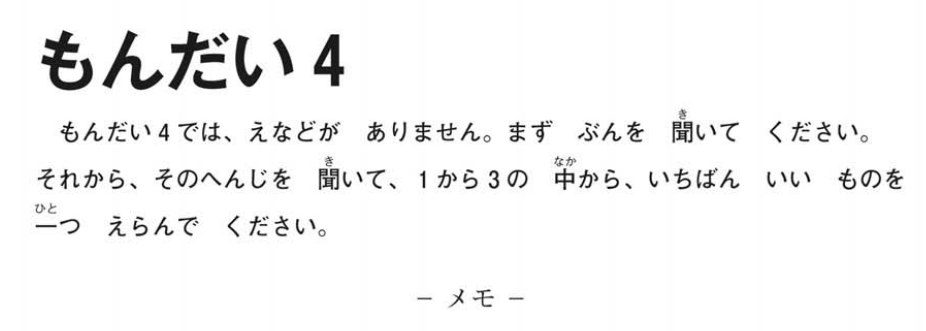 もんだい4
もんだい4では、えなどが　ありません。まず　ぶんを　聞いて　ください。
それから、そのへんじを　聞いて、1から3の　中から、いちばん　いい　ものを
一つ　えらんで　ください。
－ メモ －